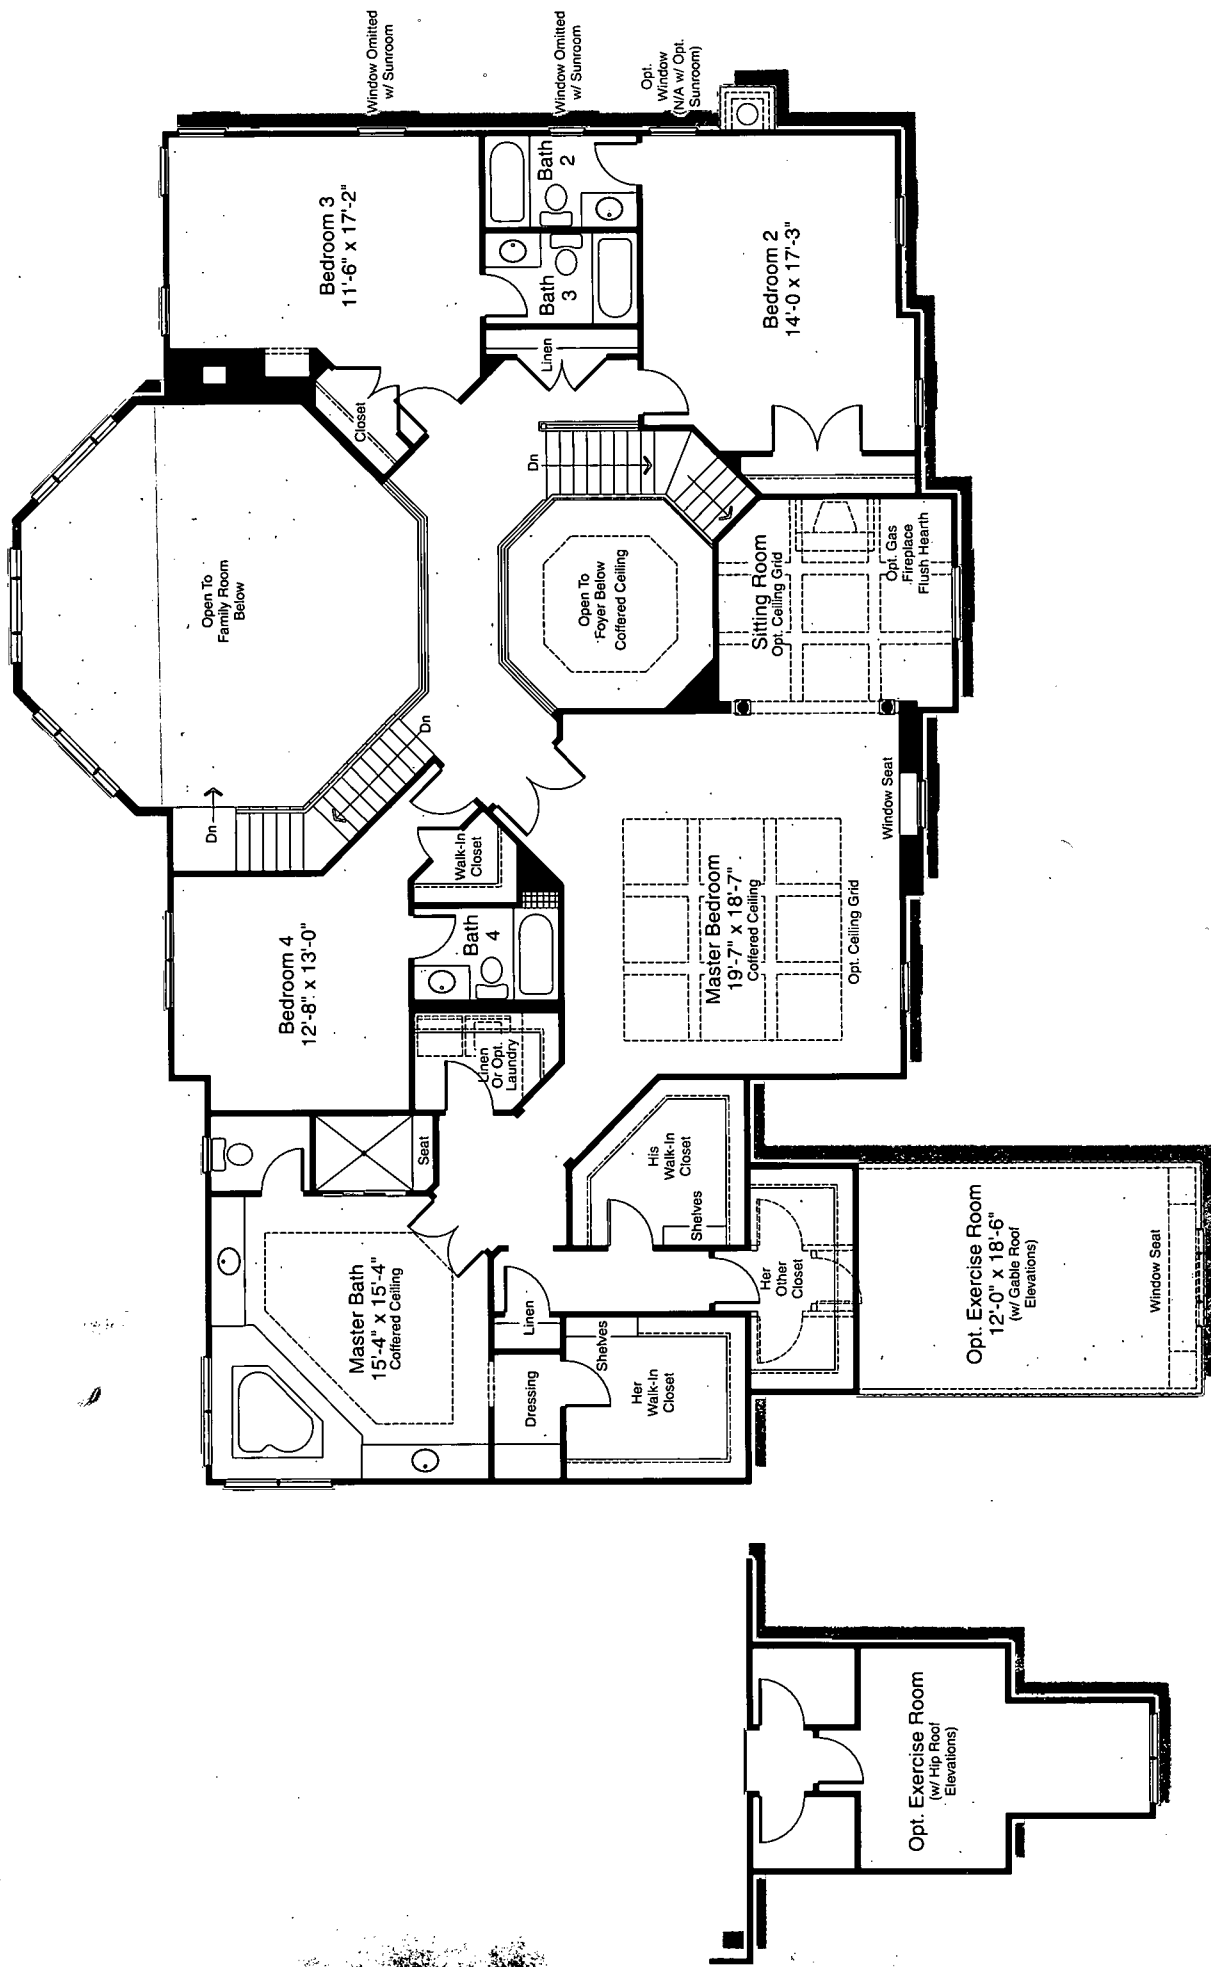 Window Omitted
w/ Sunroom
Window Omitted
w/ Sunroom
Opt.
Window
(N/A w/ Opt.
Sunroom)
Bedroom 3
11'-6" x 17'-2"
Bath
2
Bath
3
Linen
Closet
Bedroom 2
14'-0 x 17'-3"
Dn
Open To
Family Room
Below
Open To
Foyer Below
Coffered Ceiling
Sitting Room
Opt. Ceiling Grid
Opt. Gas
Fireplace
Flush Hearth
Dn
Dn
Walk-In
Closet
Window Seat
Bedroom 4
12'-8" x 13'-0"
Bath
4
Master Bedroom
19'-7" x 18'-7"
Coffered Ceiling
Opt. Ceiling Grid
Linen
Or Opt.
Laundry
Seat
His
Walk-In
Closet
Shelves
Master Bath
15'-4" x 15'-4"
Coffered Ceiling
Linen
Shelves
Her
Other
Closet
Dressing
Her
Walk-In
Closet
Opt. Exercise Room
12'-0" x 18'-6"
(w/ Gable Roof
Elevations)
Window Seat
Opt. Exercise Room
(w/ Hip Roof
Elevations)